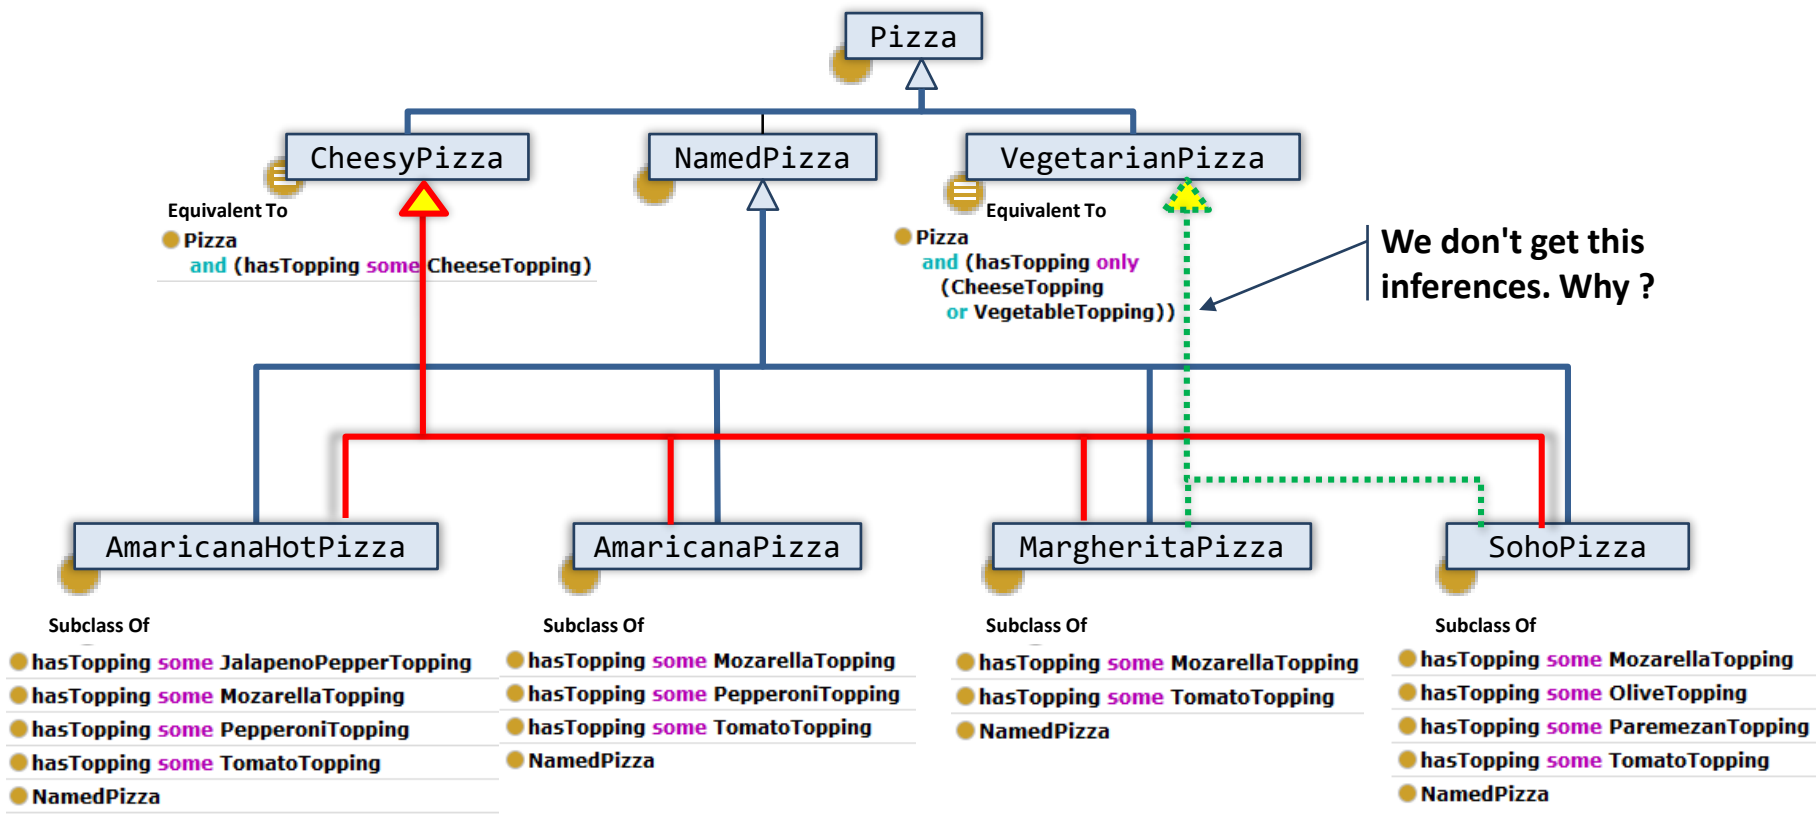 Pizza
CheesyPizza
NamedPizza
VegetarianPizza
Equivalent To
Pizza
and (hasTopping some CheeseTopping)
Equivalent To
Pizza
and (hasTopping only
(CheeseTopping
or VegetableTopping))
We don't get this
inferences. Why ?
AmaricanaHotPizza
AmaricanaPizza
MargheritaPizza
SohoPizza
Subclass Of
hasTopping some JalapenoPepperTopping
hasTopping some MozarellaTopping
hasTopping some PepperoniTopping
hasTopping some TomatoTopping
NamedPizza
Subclass Of
hasTopping some MozarellaTopping
hasTopping some PepperoniTopping
hasTopping some TomatoTopping
NamedPizza
Subclass Of
hasTopping some MozarellaTopping
hasTopping some TomatoTopping
NamedPizza
Subclass Of
hasTopping some MozarellaTopping
hasTopping some OliveTopping
hasTopping some ParemezanTopping
hasTopping some TomatoTopping
NamedPizza